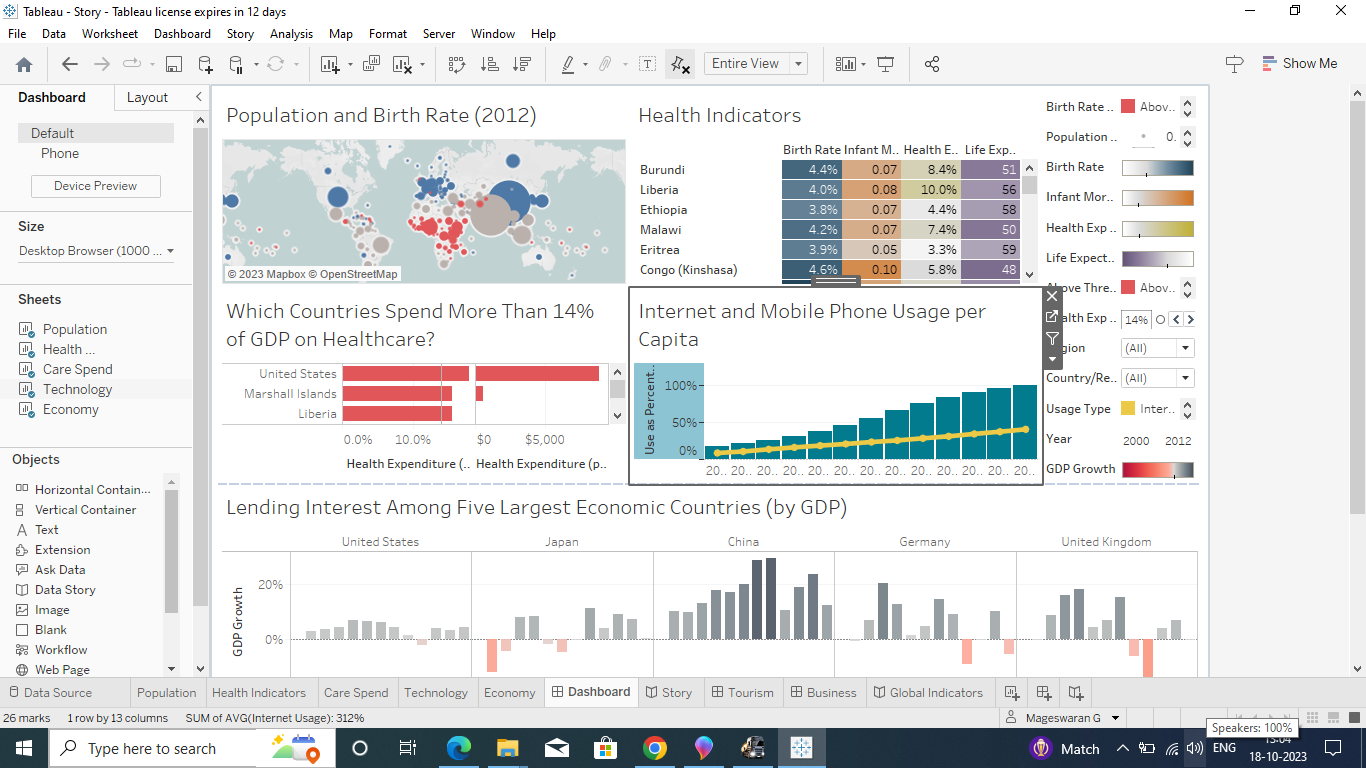 Tableau - Story - Tableau license expires in 12 days
File Data Worksheet Dashboard Story Analysis Map Format Server Window Help
Entire View
Show Me
Dashboard Layout
Default
Phone
Device Preview
Size
Desktop Browser (1000 ...
Sheets
Population
Health ...
Care Spend
Technology
Economy
Objects
Horizontal Contain...
Vertical Container
Text
Extension
Ask Data
Data Story
Image
Blank
Workflow
Web Page
Population and Birth Rate (2012)
© 2023 Mapbox © OpenStreetMap
Health Indicators
Birth Rate Infant M.. Health E.. Life Exp..
Burundi 4.4% 0.07 8.4% 51
Liberia 4.0% 0.08 10.0% 56
Ethiopia 3.8% 0.07 4.4% 58
Malawi 4.2% 0.07 7.4% 50
Eritrea 3.9% 0.05 3.3% 59
Congo (Kinshasa) 4.6% 0.10 5.8% 48
Birth Rate .. Abov..
Population .. 0.
Birth Rate
Infant Mor..
Health Exp ..
Life Expect..
Above Thre.. Abov..
ealth Exp .. 14%
gion (All)
Country/Re.. (All)
Usage Type Inter..
Year 2000 2012
GDP Growth
Which Countries Spend More Than 14%
of GDP on Healthcare?
United States
Marshall Islands
Liberia
0.0% 10.0% $0 $5,000
Health Expenditure (.. Health Expenditure (p..
Internet and Mobile Phone Usage per
Capita
Use as Percent..
100%
50%
0%
20.. 20.. 20.. 20.. 20.. 20.. 20.. 20.. 20.. 20.. 20.. 20.. 20..
Lending Interest Among Five Largest Economic Countries (by GDP)
United States Japan China Germany United Kingdom
GDP Growth
20%
0%
Data Source Population Health Indicators Care Spend Technology Economy Dashboard Story Tourism Business Global Indicators
26 marks 1 row by 13 columns SUM of AVG(Internet Usage): 312%
Mageswaran G
Speakers: 100%
Type here to search
Match
ENG
18-10-2023